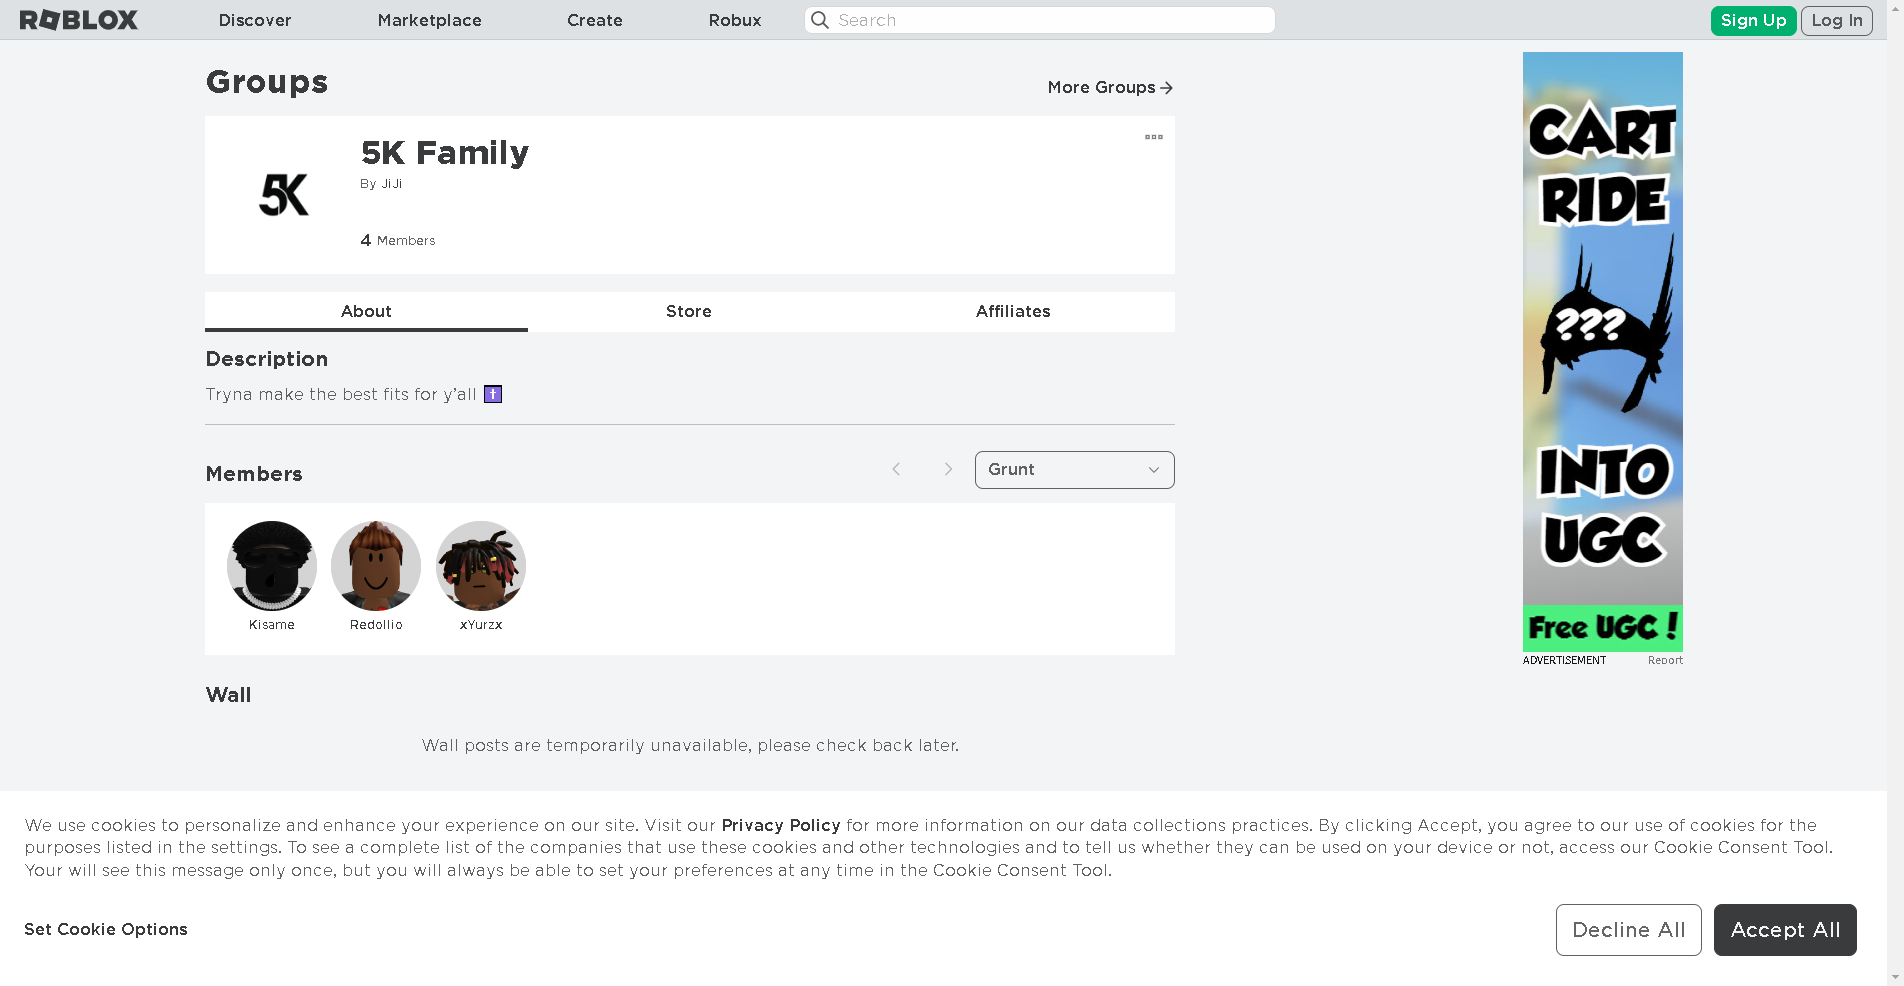 ROBLOX Discover Marketplace Create Robux Search Sign Up Log In
Groups
More Groups
5K
5K Family
By JiJi
4 Members
About Store Affiliates
Description
Tryna make the best fits for y’all ✝️
Members
Grunt
Kisame Redollio xYurzx
Wall
Wall posts are temporarily unavailable, please check back later.
CART
RIDE
???
INTO
UGC
Free UGC !
ADVERTISEMENT Report
We use cookies to personalize and enhance your experience on our site. Visit our Privacy Policy for more information on our data collections practices. By clicking Accept, you agree to our use of cookies for the
purposes listed in the settings. To see a complete list of the companies that use these cookies and other technologies and to tell us whether they can be used on your device or not, access our Cookie Consent Tool.
Your will see this message only once, but you will always be able to set your preferences at any time in the Cookie Consent Tool.
Set Cookie Options
Decline All
Accept All